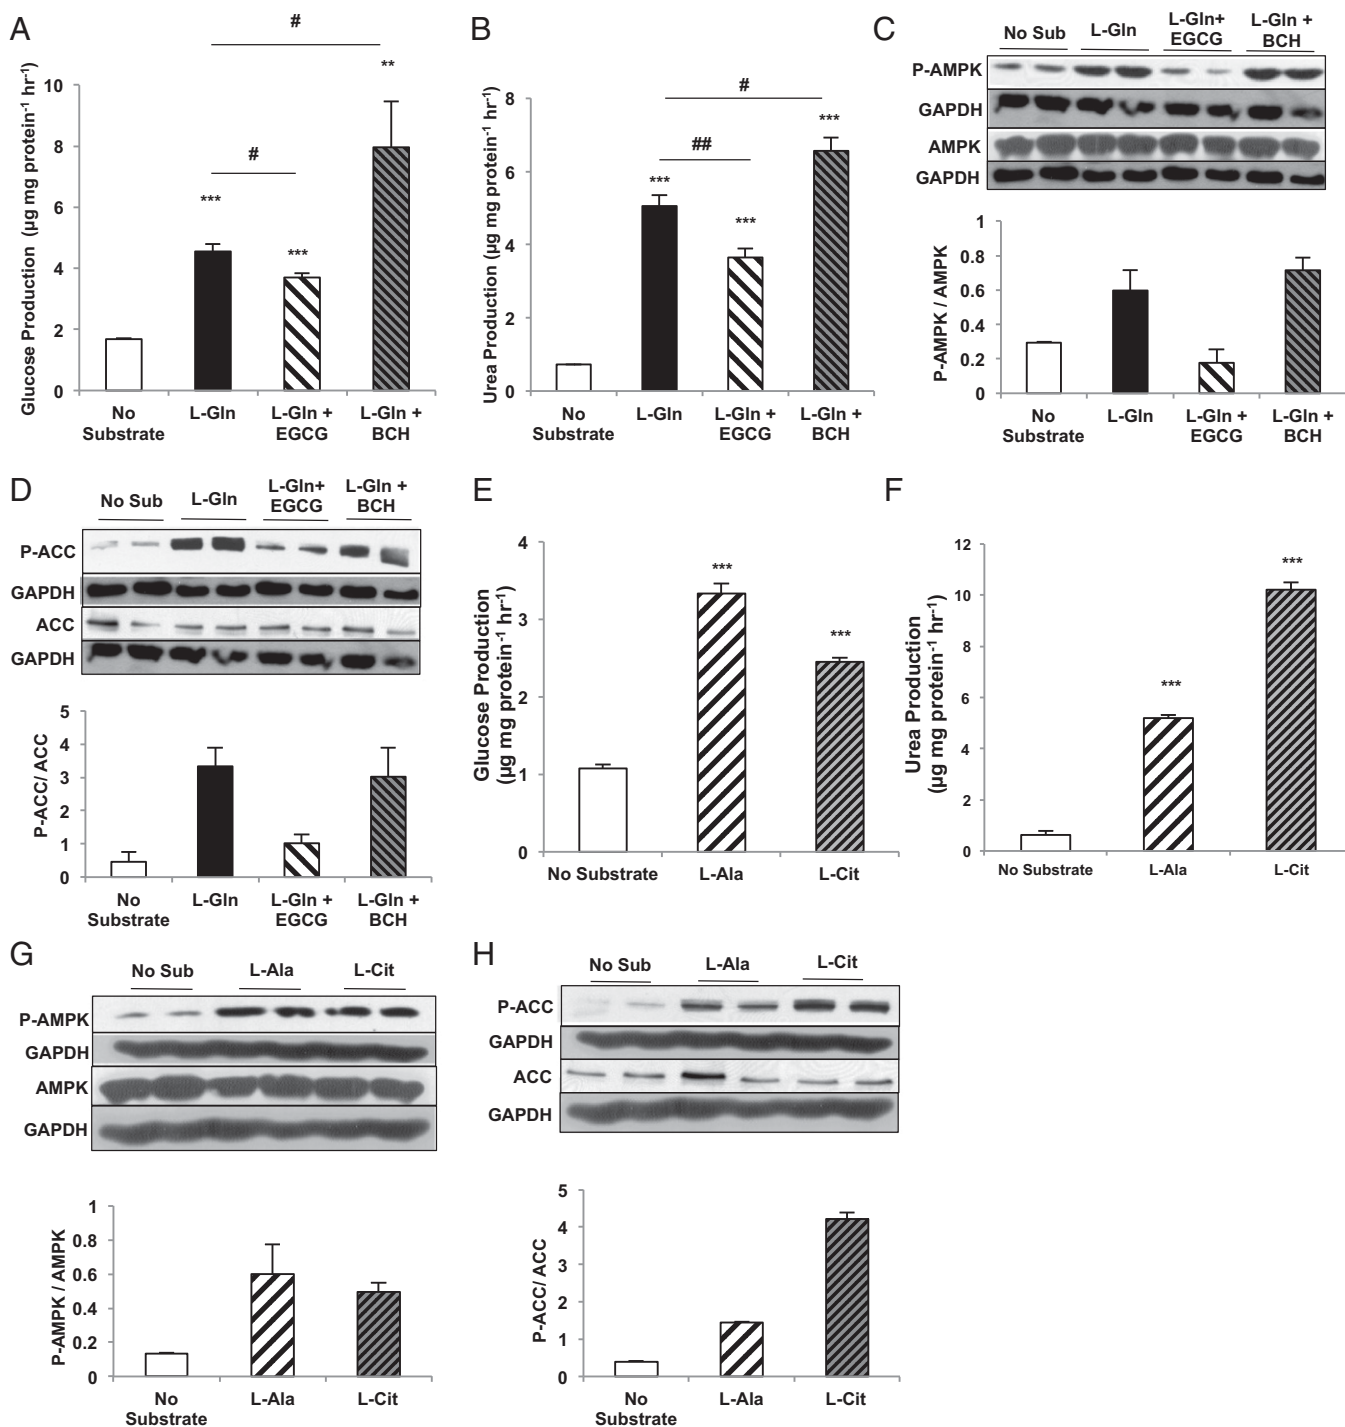 A
#
**
#
***
***
Glucose Production (µg mg protein⁻¹ hr⁻¹)
10
8
6
4
2
0
No Substrate
L-Gln
L-Gln + EGCG
L-Gln + BCH
B
#
***
##
***
***
Urea Production (µg mg protein⁻¹ hr⁻¹)
8
6
4
2
0
No Substrate
L-Gln
L-Gln + EGCG
L-Gln + BCH
C
No Sub
L-Gln
L-Gln+ EGCG
L-Gln + BCH
P-AMPK
GAPDH
AMPK
GAPDH
P-AMPK / AMPK
1
0.8
0.6
0.4
0.2
0
No Substrate
L-Gln
L-Gln + EGCG
L-Gln + BCH
D
No Sub
L-Gln
L-Gln+ EGCG
L-Gln + BCH
P-ACC
GAPDH
ACC
GAPDH
P-ACC/ ACC
5
4
3
2
1
0
No Substrate
L-Gln
L-Gln + EGCG
L-Gln + BCH
E
***
***
Glucose Production
(µg mg protein⁻¹ hr⁻¹)
4
3
2
1
0
No Substrate
L-Ala
L-Cit
F
***
***
Urea Production
(µg mg protein⁻¹ hr⁻¹)
12
10
8
6
4
2
0
No Substrate
L-Ala
L-Cit
G
No Sub
L-Ala
L-Cit
P-AMPK
GAPDH
AMPK
GAPDH
P-AMPK / AMPK
1
0.8
0.6
0.4
0.2
0
No Substrate
L-Ala
L-Cit
H
No Sub
L-Ala
L-Cit
P-ACC
GAPDH
ACC
GAPDH
P-ACC/ ACC
5
4
3
2
1
0
No Substrate
L-Ala
L-Cit